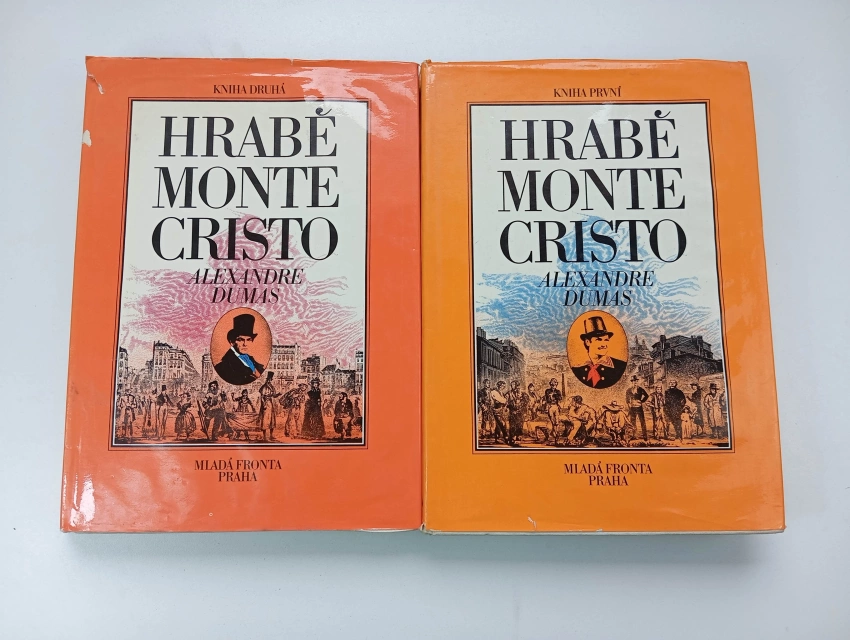 KNIHA DRUHÁ
HRABĚ
MONTE
CRISTO
ALEXANDRE
DUMAS
MLADÁ FRONTA
PRAHA
KNIHA PRVNÍ
HRABĚ
MONTE
CRISTO
ALEXANDRE
DUMAS
MLADÁ FRONTA
PRAHA